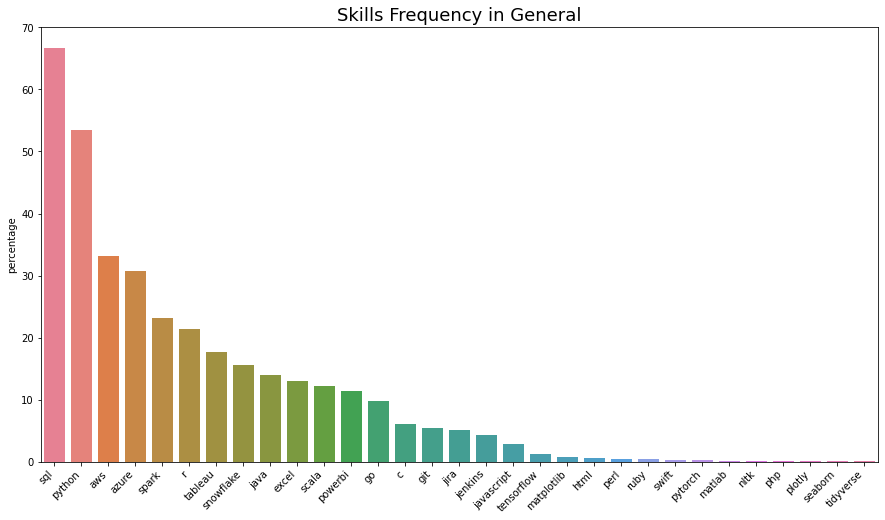 Skills Frequency in General
percentage
70
60
50
40
30
20
10
0
sql
python
aws
azure
spark
r
tableau
snowflake
java
excel
scala
powerbi
go
c
git
jira
jenkins
javascript
tensorflow
matplotlib
html
perl
ruby
swift
pytorch
matlab
nltk
php
plotly
seaborn
tidyverse